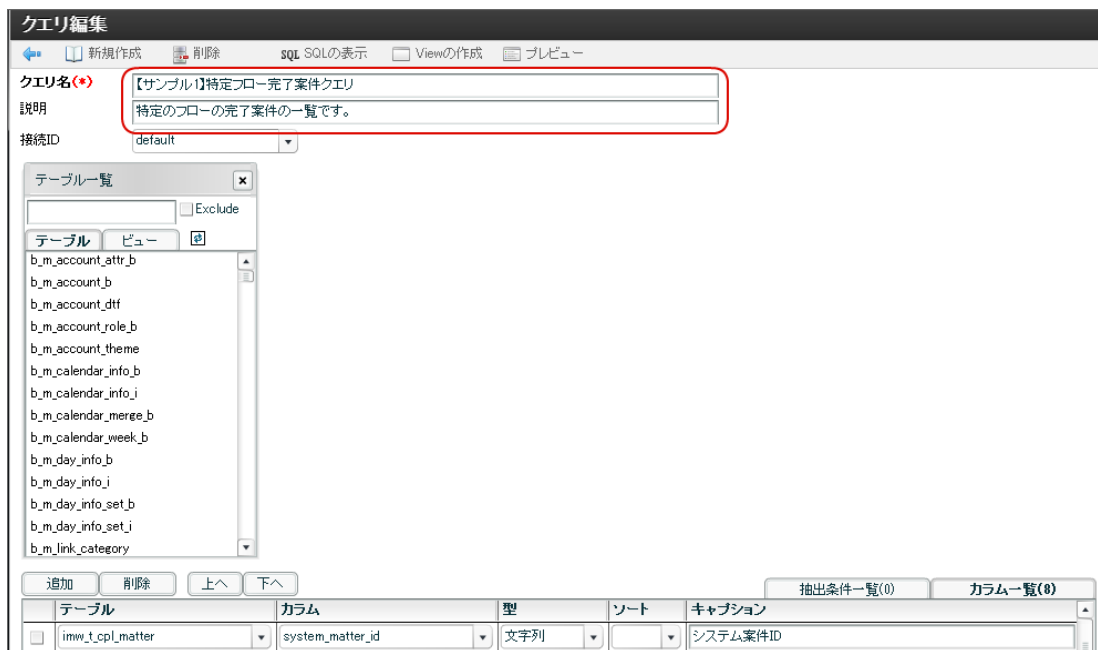 クエリ編集
新規作成 削除 SQL SQLの表示 Viewの作成 プレビュー
クエリ名(*) 【サンプル1】特定フロー完了案件クエリ
説明 特定のフローの完了案件の一覧です。
接続ID default
テーブル一覧
Exclude
テーブル ビュー
b_m_account_attr_b
b_m_account_b
b_m_account_dtf
b_m_account_role_b
b_m_account_theme
b_m_calendar_info_b
b_m_calendar_info_i
b_m_calendar_merge_b
b_m_calendar_week_b
b_m_day_info_b
b_m_day_info_i
b_m_day_info_set_b
b_m_day_info_set_i
b_m_link_category
追加 削除 上へ 下へ 抽出条件一覧(0) カラム一覧(8)
テーブル カラム 型 ソート キャプション
imw_t_cpl_matter system_matter_id 文字列 システム案件ID